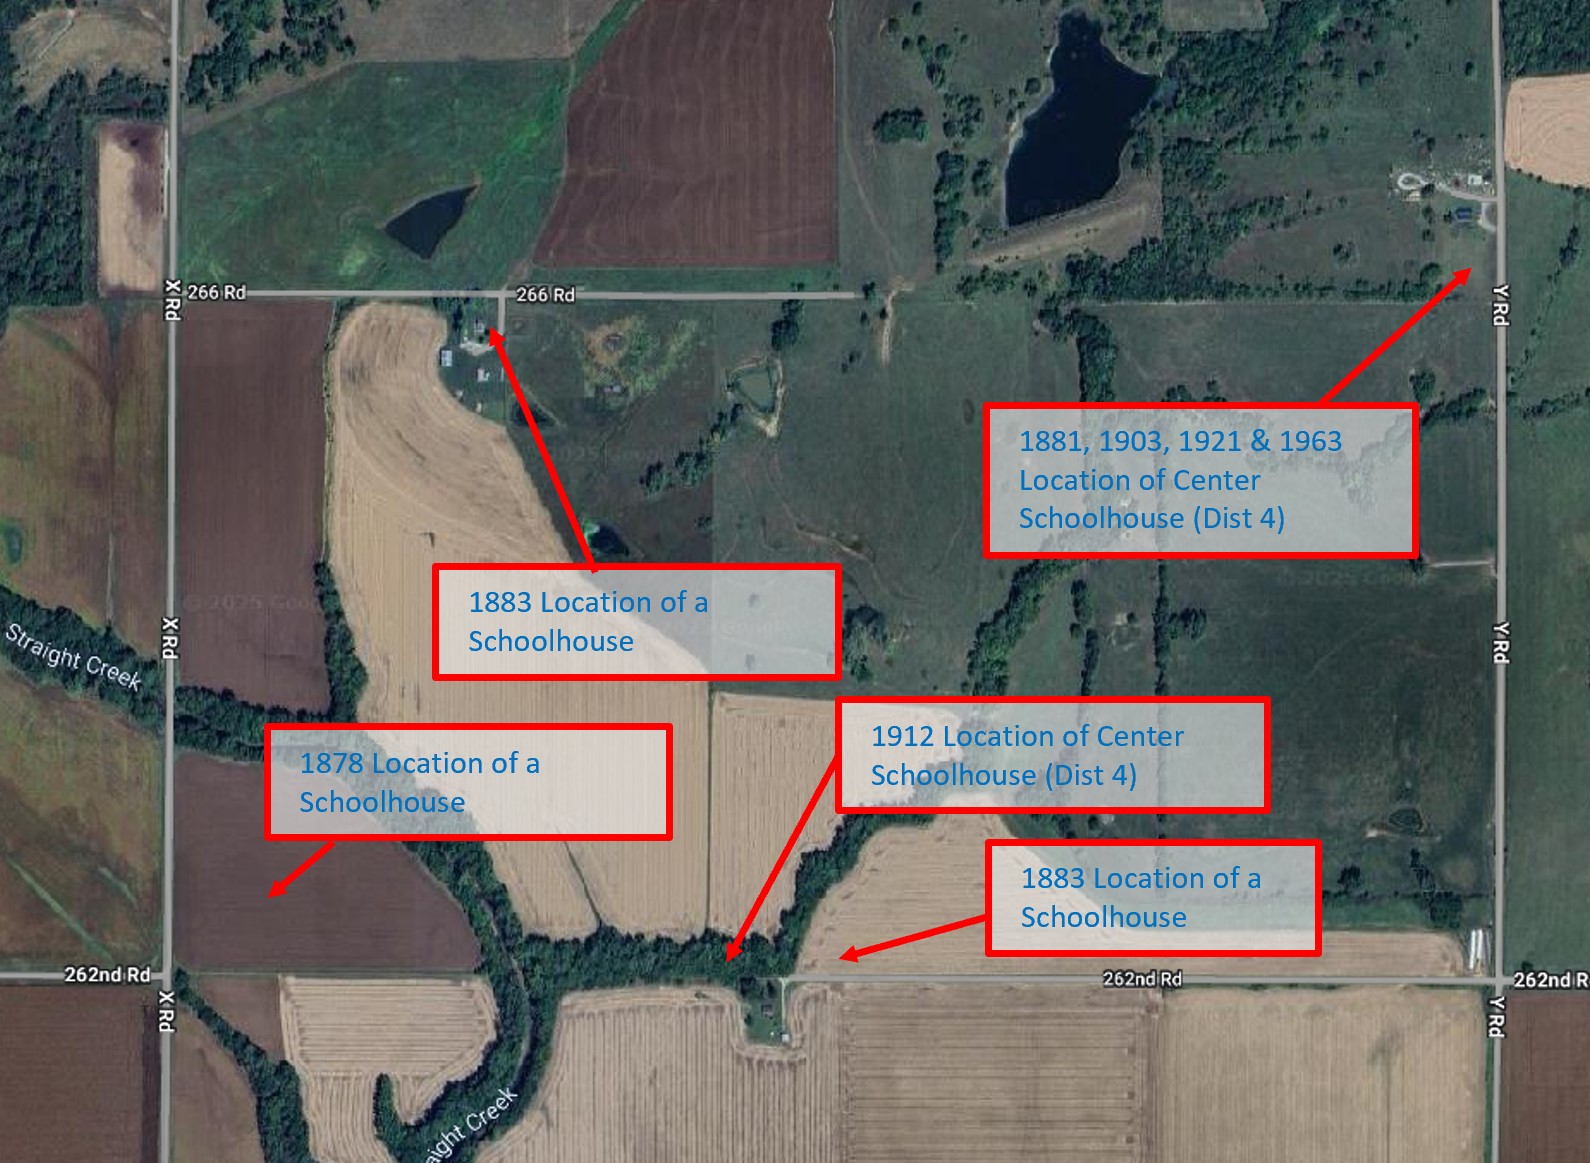 X Rd
266 Rd
266 Rd
Y Rd
1881, 1903, 1921 & 1963
Location of Center
Schoolhouse (Dist 4)
1883 Location of a
Schoolhouse
X Rd
Y Rd
Straight Creek
1878 Location of a
Schoolhouse
1912 Location of Center
Schoolhouse (Dist 4)
1883 Location of a
Schoolhouse
262nd Rd
262nd Rd
262nd R
X Rd
Y Rd
aight Creek